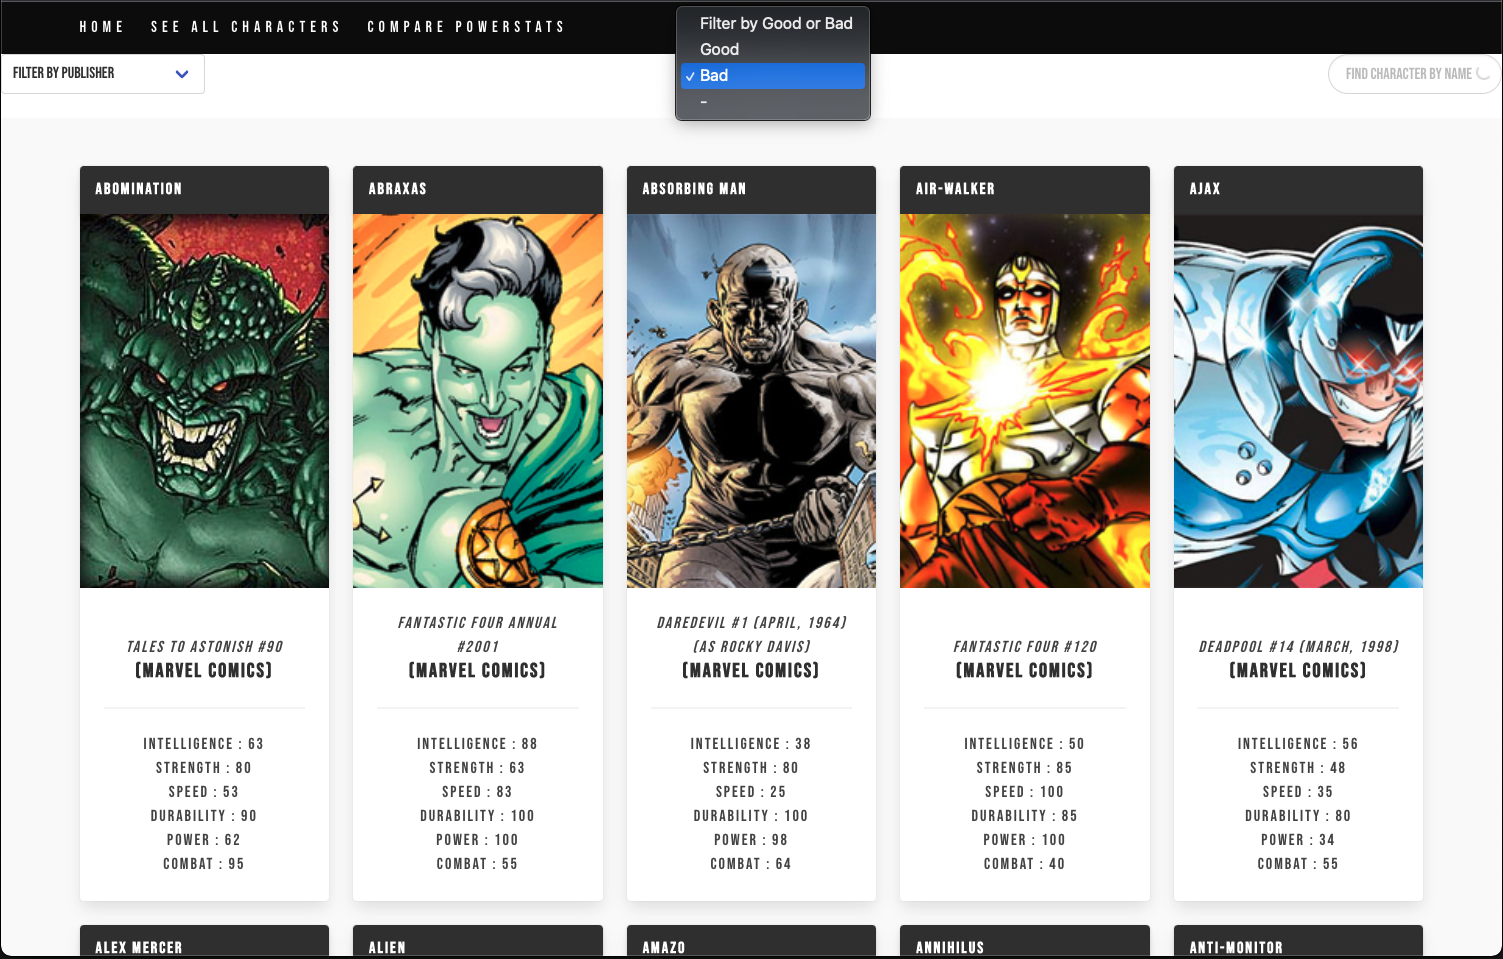 HOME SEE ALL CHARACTERS COMPARE POWERSTATS
Filter by Good or Bad
Good
✓ Bad
-
FILTER BY PUBLISHER
FIND CHARACTER BY NAME
ABOMINATION
TALES TO ASTONISH #90
(MARVEL COMICS)
INTELLIGENCE : 63
STRENGTH : 80
SPEED : 53
DURABILITY : 90
POWER : 62
COMBAT : 95
ABRAXAS
FANTASTIC FOUR ANNUAL
#2001
(MARVEL COMICS)
INTELLIGENCE : 88
STRENGTH : 63
SPEED : 83
DURABILITY : 100
POWER : 100
COMBAT : 55
ABSORBING MAN
DAREDEVIL #1 (APRIL, 1964)
(AS ROCKY DAVIS)
(MARVEL COMICS)
INTELLIGENCE : 38
STRENGTH : 80
SPEED : 25
DURABILITY : 100
POWER : 98
COMBAT : 64
AIR-WALKER
FANTASTIC FOUR #120
(MARVEL COMICS)
INTELLIGENCE : 50
STRENGTH : 85
SPEED : 100
DURABILITY : 85
POWER : 100
COMBAT : 40
AJAX
DEADPOOL #14 (MARCH, 1998)
(MARVEL COMICS)
INTELLIGENCE : 56
STRENGTH : 48
SPEED : 35
DURABILITY : 80
POWER : 34
COMBAT : 55
ALEX MERCER
ALIEN
AMAZO
ANNIHILUS
ANTI-MONITOR